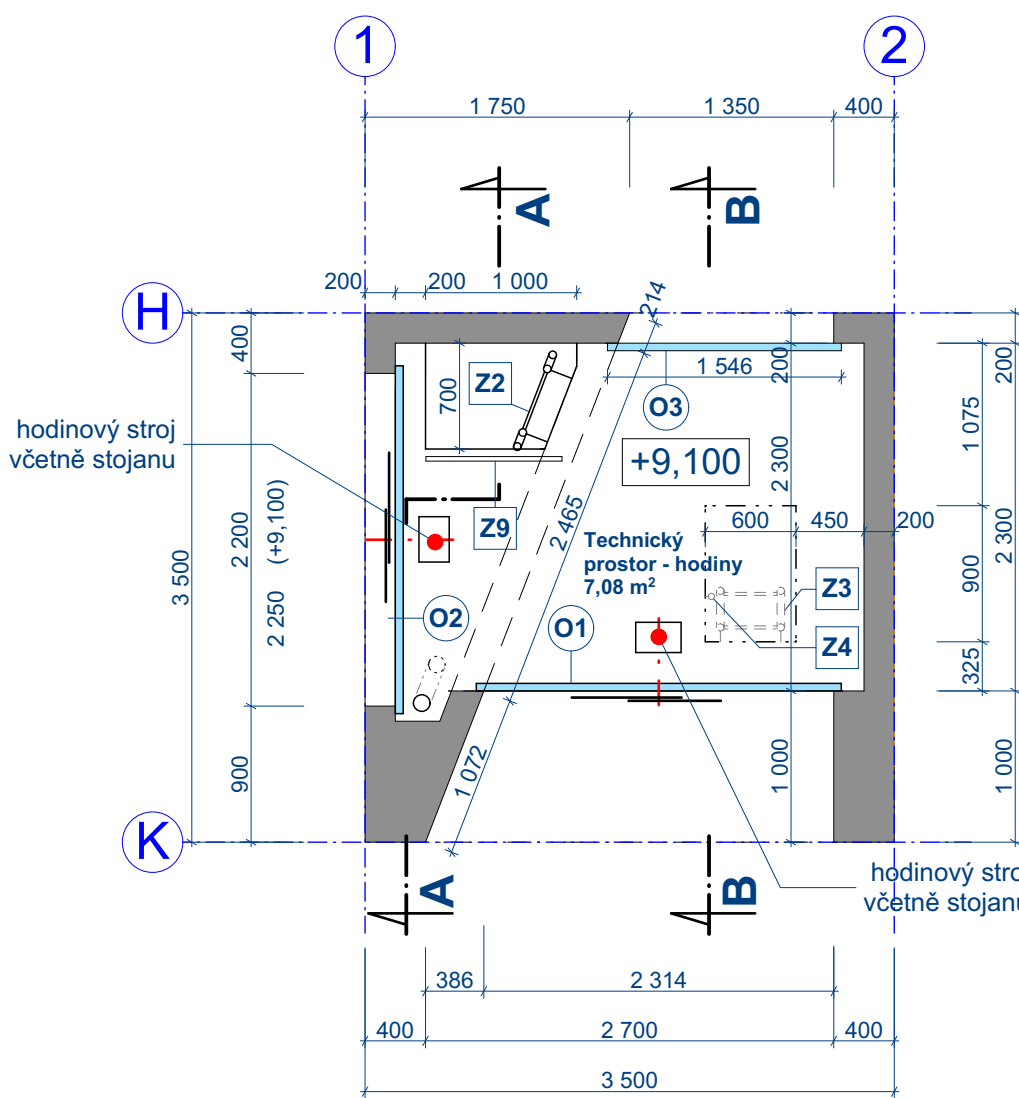 1
2
1 750
1 350
400
A
B
200
200
1 000
214
H
400
700
Z2
1 546
200
200
1 075
O3
hodinový stroj
včetně stojanu
+9,100
2 300
2 200
2 250 (+9,100)
3 500
Z9
2 465
600
450
200
Technický
prostor - hodiny
7,08 m²
900
2 300
Z3
O2
O1
Z4
325
900
1 072
1 000
1 000
K
A
B
hodinový stro
včetně stojanu
386
2 314
400
2 700
400
3 500